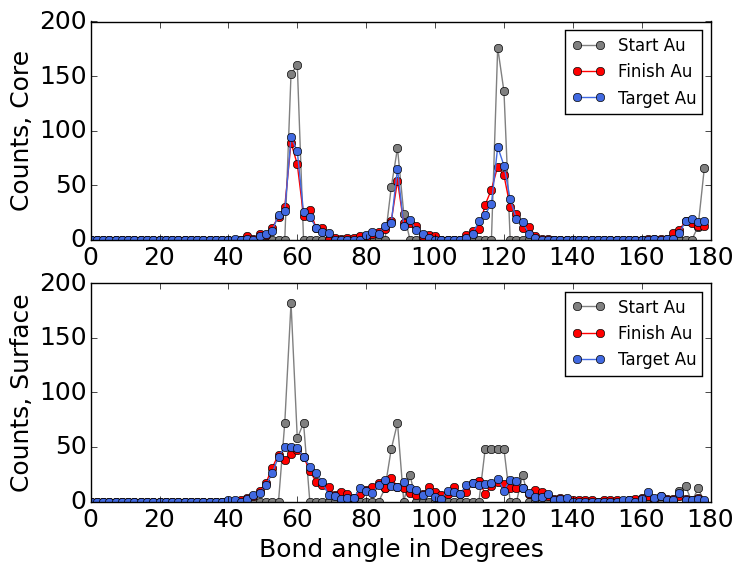 200
150
100
50
0
Counts, Core
Start Au
Finish Au
Target Au
0 20 40 60 80 100 120 140 160 180
200
150
100
50
0
Counts, Surface
Start Au
Finish Au
Target Au
0 20 40 60 80 100 120 140 160 180
Bond angle in Degrees